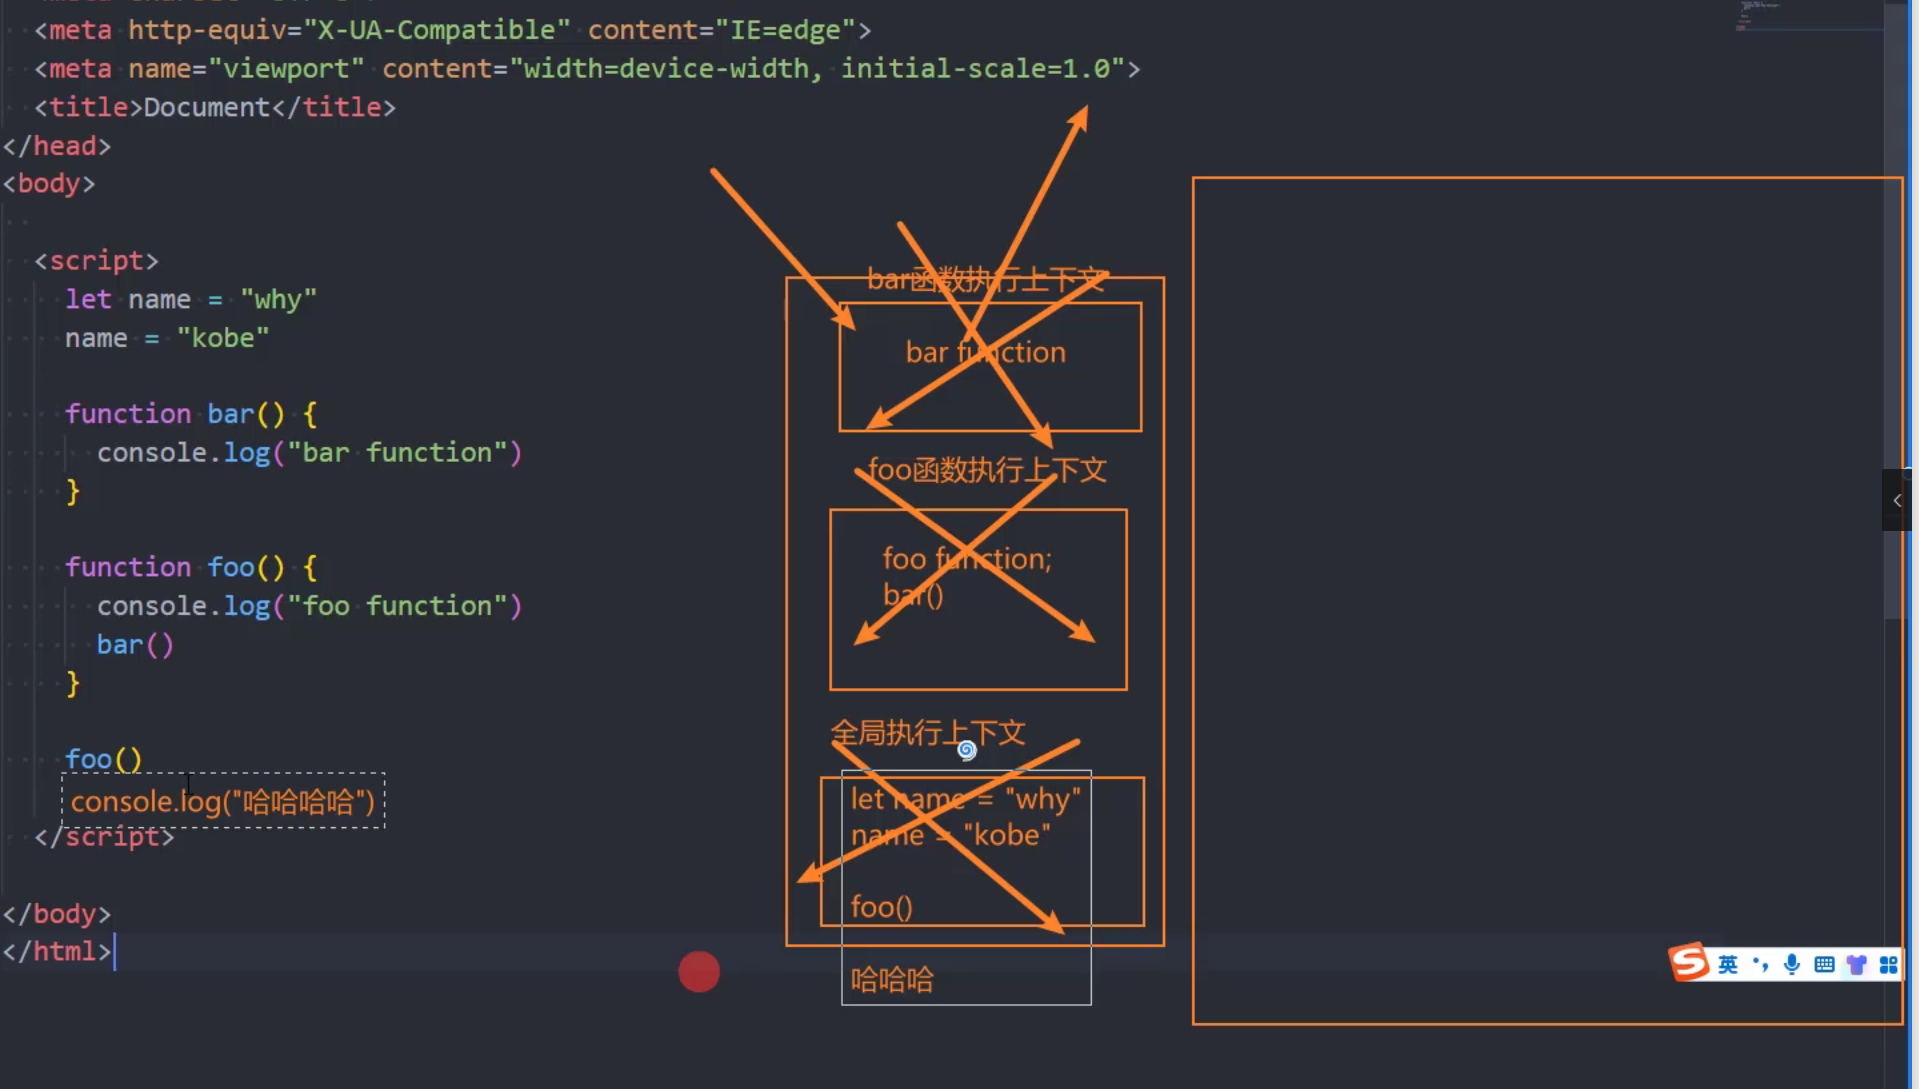 <meta http-equiv="X-UA-Compatible" content="IE=edge">
<meta name="viewport" content="width=device-width, initial-scale=1.0">
<title>Document</title>
</head>
<body>
<script>
let name = "why"
name = "kobe"
function bar() {
console.log("bar function")
}
function foo() {
console.log("foo function")
bar()
}
foo()
console.log("哈哈哈哈")
</script>
</body>
</html>
bar函数执行上下文
bar function
foo函数执行上下文
foo function;
bar()
全局执行上下文
let name = "why"
name = "kobe"
foo()
哈哈哈
英